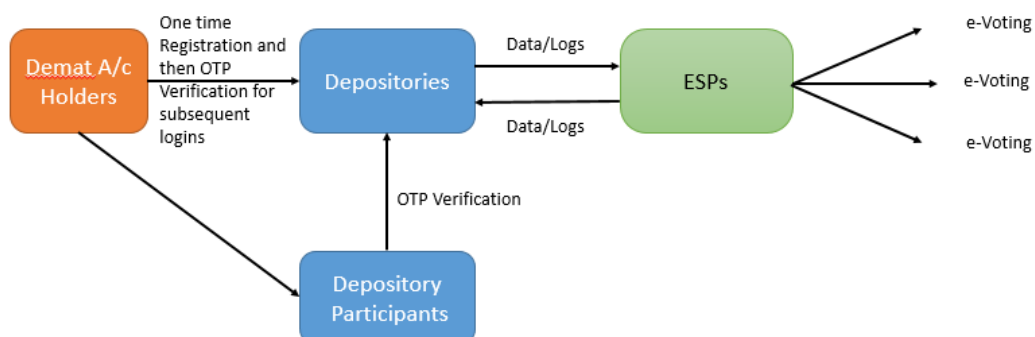 One time
Registration and
then OTP
Verification for
subsequent
logins
Demat A/c
Holders
Depositories
Data/Logs
Data/Logs
ESPs
e-Voting
e-Voting
e-Voting
OTP Verification
Depository
Participants